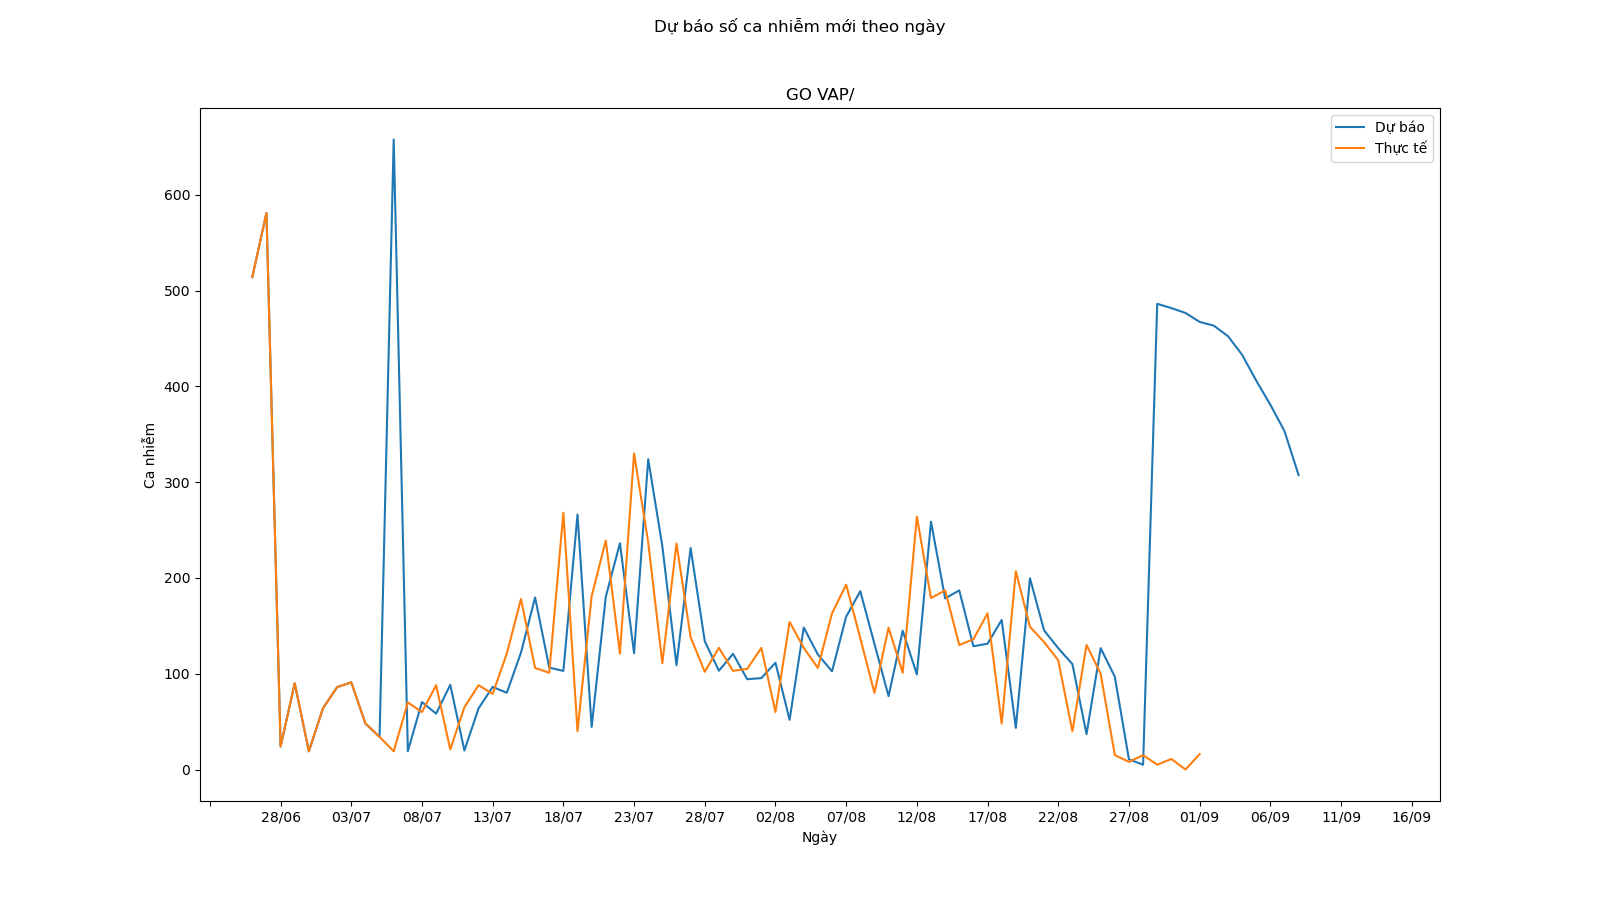 Dự báo số ca nhiễm mới theo ngày
GO VAP/
Dự báo
Thực tế
600
500
400
300
200
100
0
Ca nhiễm
28/06 03/07 08/07 13/07 18/07 23/07 28/07 02/08 07/08 12/08 17/08 22/08 27/08 01/09 06/09 11/09 16/09
Ngày